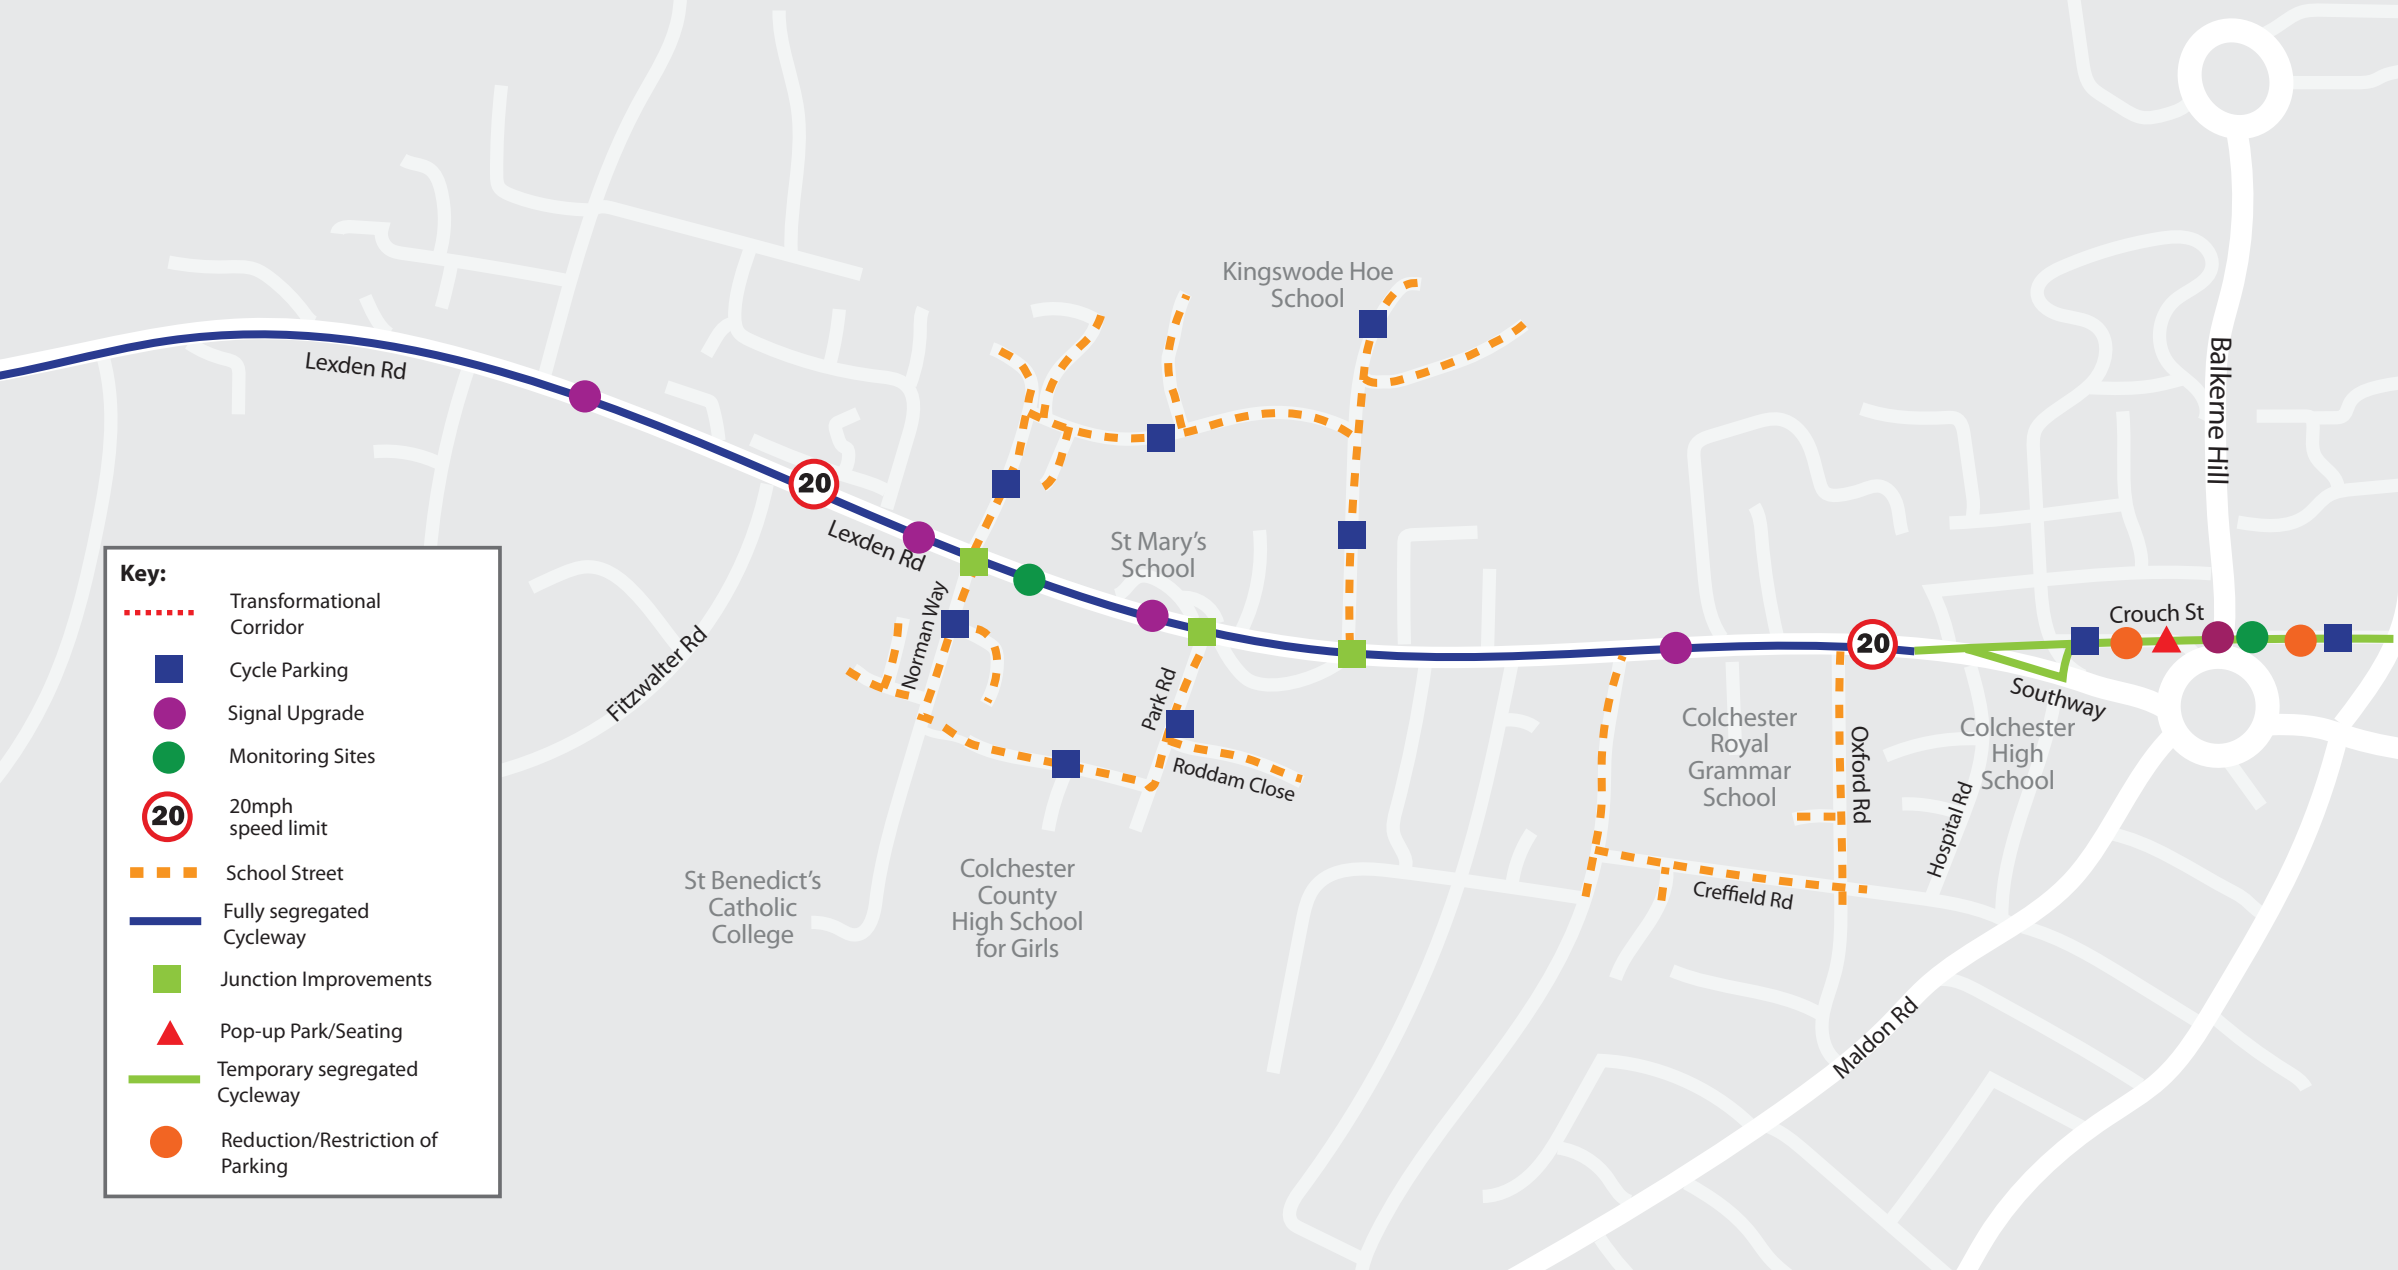 Kingswode Hoe
School
Lexden Rd
Balkerne Hill
20
Lexden Rd
St Mary's
School
Norman Way
Fitzwalter Rd
Park Rd
Roddam Close
20
Crouch St
Southway
Colchester
Royal
Grammar
School
Oxford Rd
Colchester
High
School
Hospital Rd
Creffield Rd
St Benedict's
Catholic
College
Colchester
County
High School
for Girls
Maldon Rd
Key:
Transformational
Corridor
Cycle Parking
Signal Upgrade
Monitoring Sites
20
20mph
speed limit
School Street
Fully segregated
Cycleway
Junction Improvements
Pop-up Park/Seating
Temporary segregated
Cycleway
Reduction/Restriction of
Parking